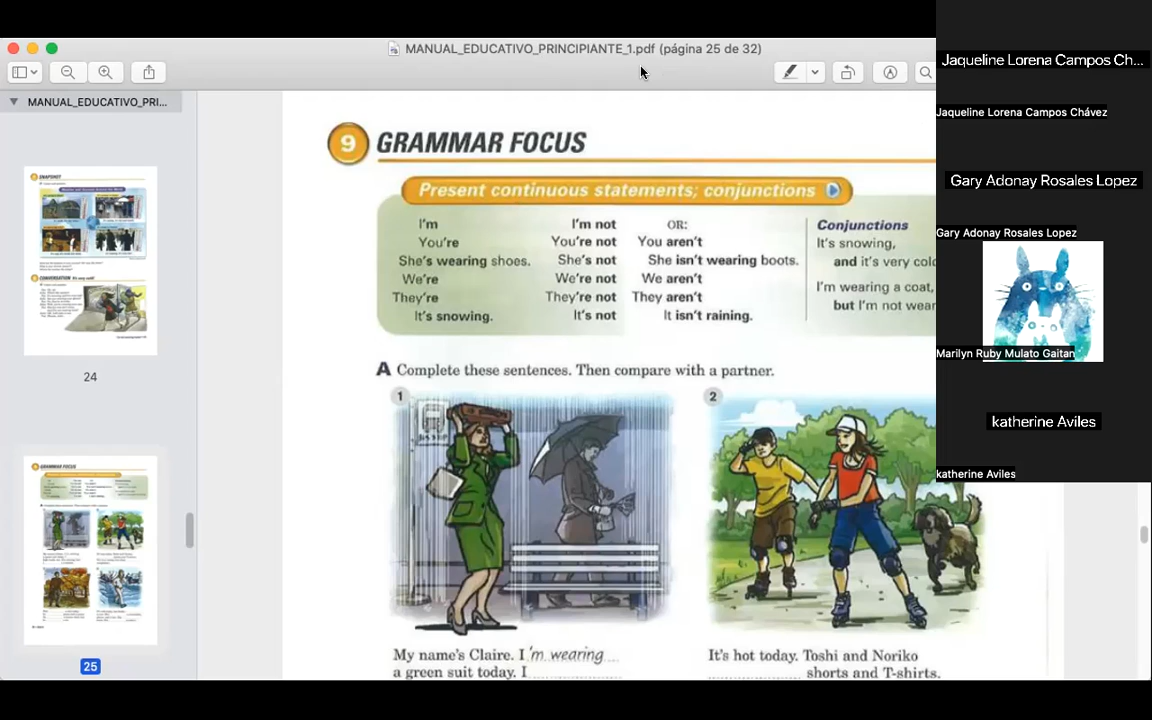 MANUAL_EDUCATIVO_PRINCIPIANTE_1.pdf (página 25 de 32)
MANUAL_EDUCATIVO_PRI...
24
25
9 GRAMMAR FOCUS
Present continuous statements; conjunctions
I'm I'm not OR: Conjunctions
You're You're not You aren't It's snowing,
She's wearing shoes. She's not She isn't wearing boots. and it's very cold
We're We're not We aren't I'm wearing a coat,
They're They're not They aren't but I'm not wear
It's snowing. It's not It isn't raining.
A Complete these sentences. Then compare with a partner.
1
2
My name's Claire. I 'm wearing
a green suit today. I
It's hot today. Toshi and Noriko
shorts and T-shirts.
Jaqueline Lorena Campos Ch...
Jaqueline Lorena Campos Chávez
Gary Adonay Rosales Lopez
Gary Adonay Rosales Lopez
Marilyn Ruby Mulato Gaitan
katherine Aviles
katherine Aviles